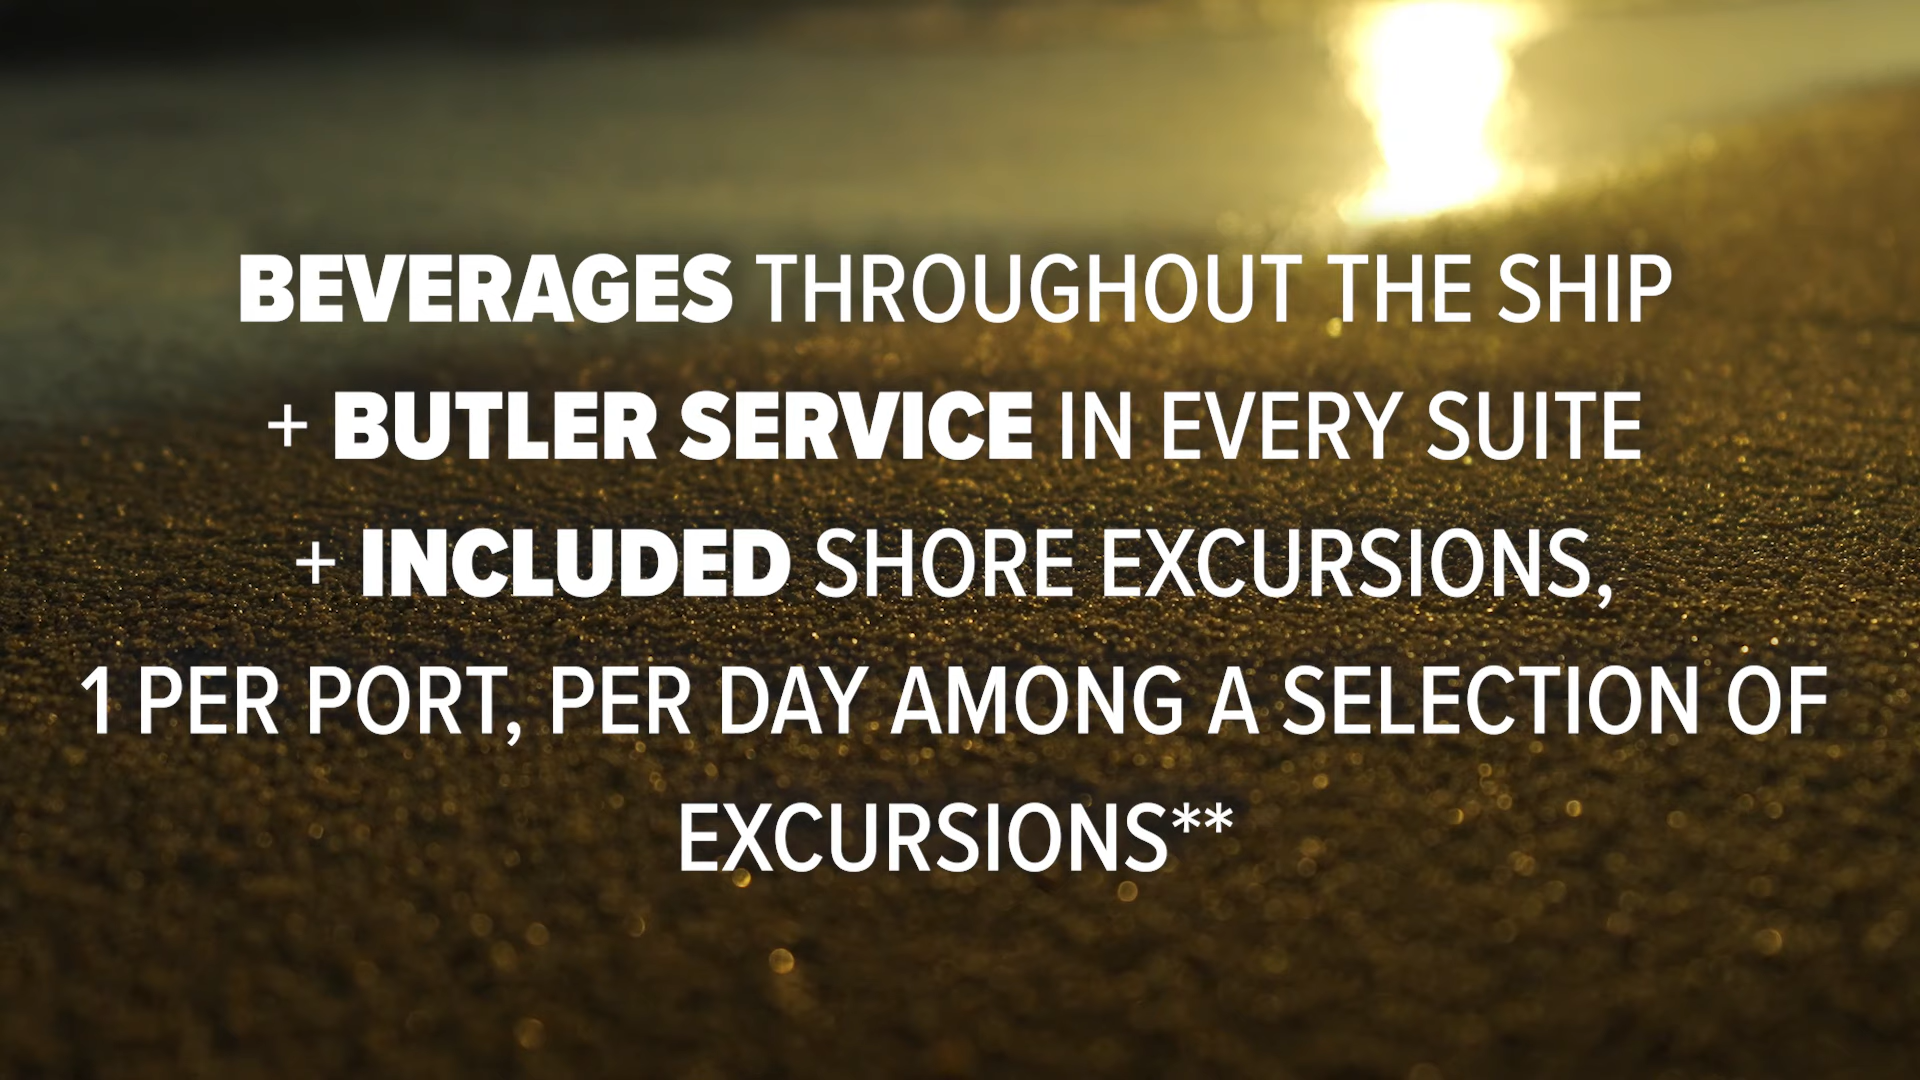 BEVERAGES THROUGHOUT THE SHIP
+ BUTLER SERVICE IN EVERY SUITE
+ INCLUDED SHORE EXCURSIONS,
1 PER PORT, PER DAY AMONG A SELECTION OF
EXCURSIONS**